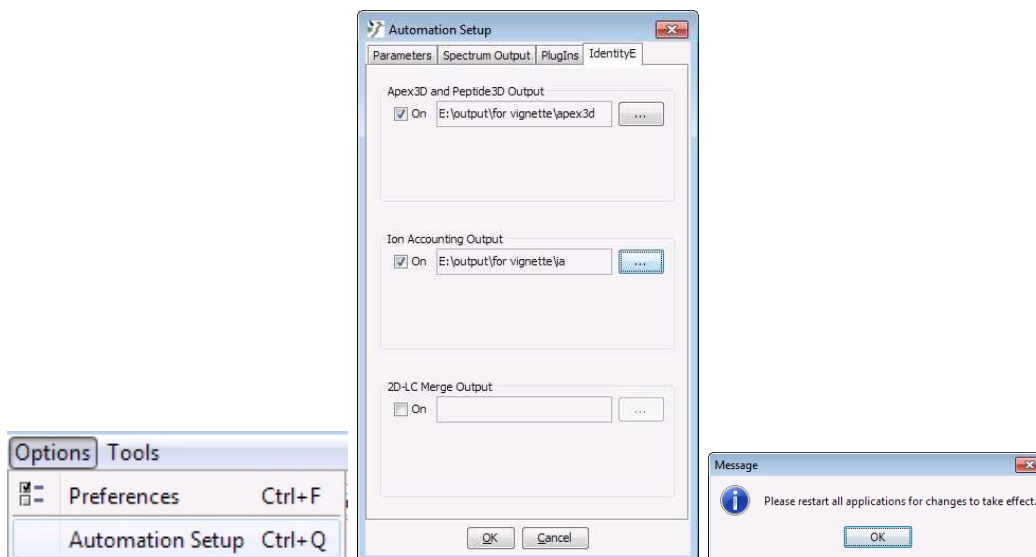 Options Tools
Preferences Ctrl+F
Automation Setup Ctrl+Q
Automation Setup
Parameters Spectrum Output PlugIns IdentityE
Apex3D and Peptide3D Output
On E:\output\for vignette\apex3d ...
Ion Accounting Output
On E:\output\for vignette\ia ...
2D-LC Merge Output
On ...
OK Cancel
Message
Please restart all applications for changes to take effect.
OK